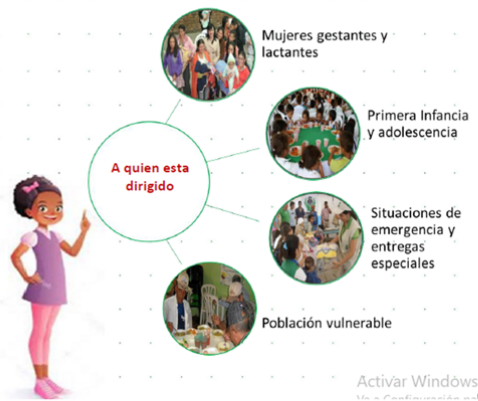 Mujeres gestantes y
lactantes
Primera Infancia
y adolescencia
A quien esta
dirigido
Situaciones de
emergencia y
entregas
especiales
Población vulnerable
Activar Windows